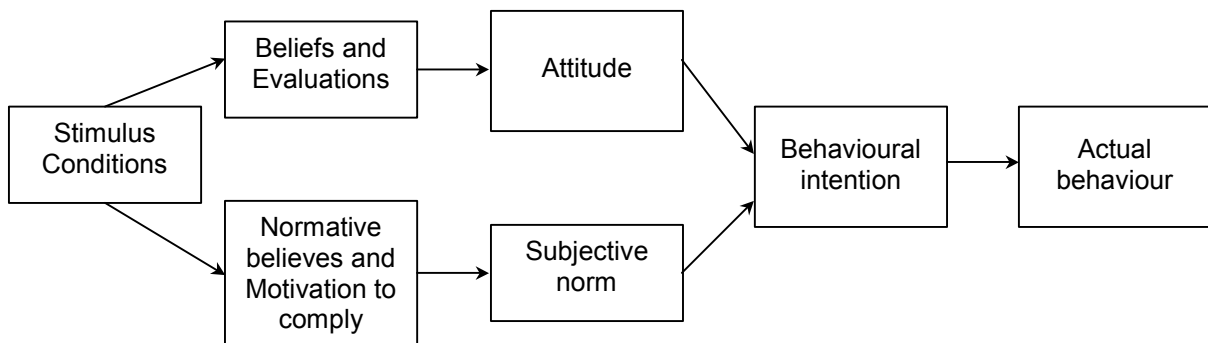 Stimulus
Conditions
Beliefs and
Evaluations
Attitude
Normative
believes and
Motivation to
comply
Subjective
norm
Behavioural
intention
Actual
behaviour